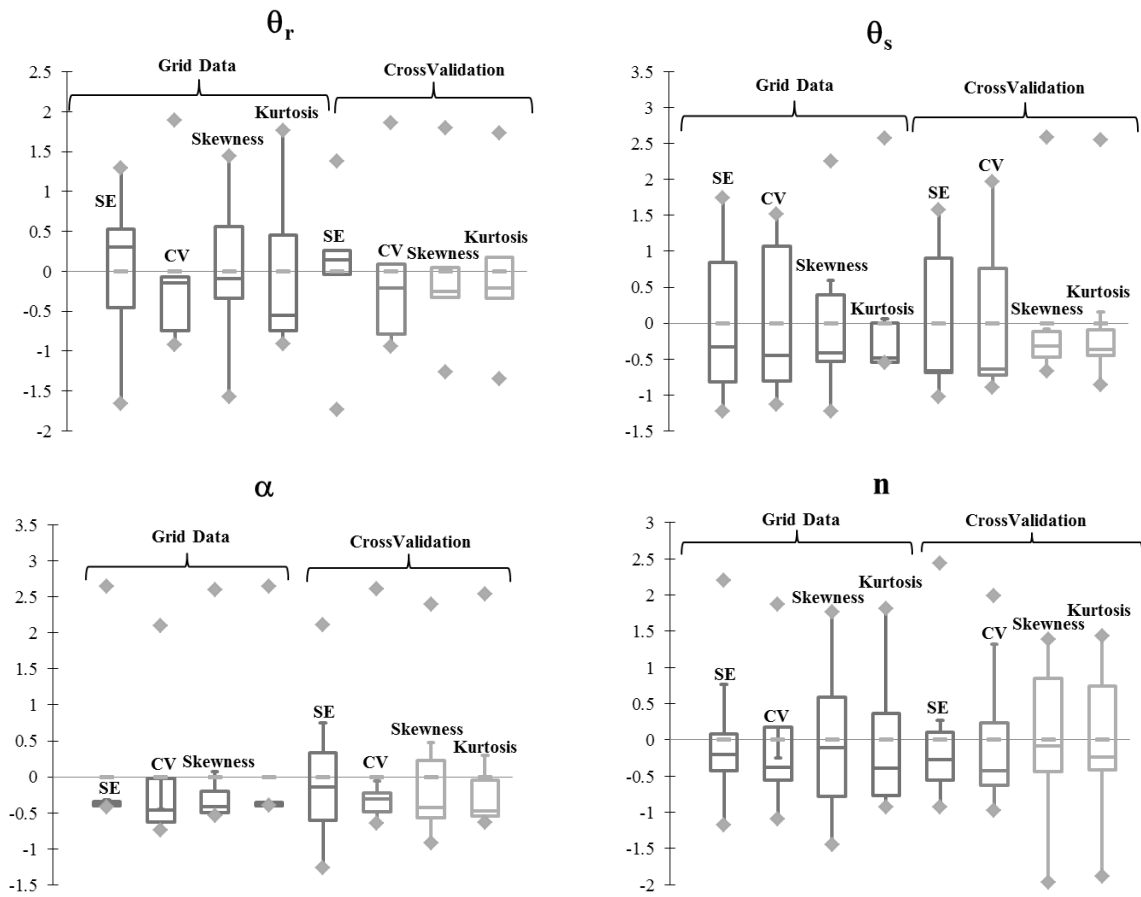 θr
Grid Data
CrossValidation
2.5
2
1.5
1
0.5
0
-0.5
-1
-1.5
-2
SE
CV
Skewness
Kurtosis
SE
CV
Skewness
Kurtosis
θs
Grid Data
CrossValidation
3.5
3
2.5
2
1.5
1
0.5
0
-0.5
-1
-1.5
SE
CV
Skewness
Kurtosis
SE
CV
Skewness
Kurtosis
α
Grid Data
CrossValidation
3.5
3
2.5
2
1.5
1
0.5
0
-0.5
-1
-1.5
SE
CV
Skewness
SE
CV
Skewness
Kurtosis
n
Grid Data
CrossValidation
3
2.5
2
1.5
1
0.5
0
-0.5
-1
-1.5
-2
SE
CV
Skewness
Kurtosis
SE
CV
Skewness
Kurtosis